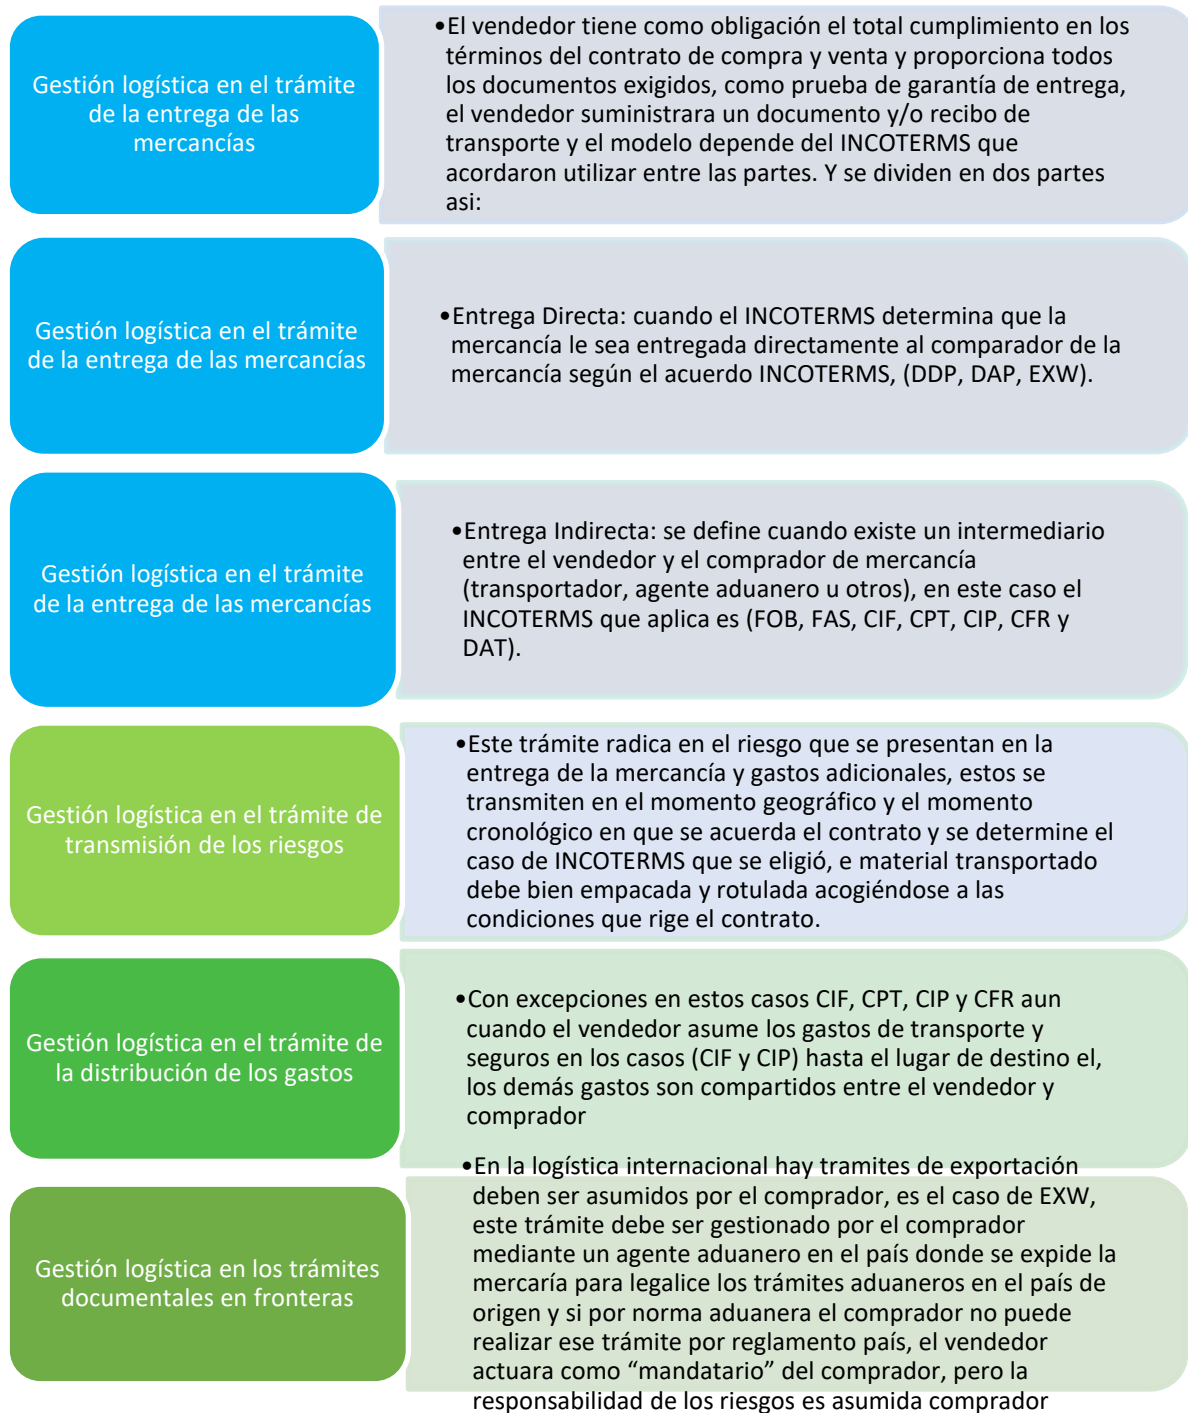 Gestión logística en el trámite
de la entrega de las
mercancías
•El vendedor tiene como obligación el total cumplimiento en los
términos del contrato de compra y venta y proporciona todos
los documentos exigidos, como prueba de garantía de entrega,
el vendedor suministrara un documento y/o recibo de
transporte y el modelo depende del INCOTERMS que
acordaron utilizar entre las partes. Y se dividen en dos partes
asi:
Gestión logística en el trámite
de la entrega de las mercancías
•Entrega Directa: cuando el INCOTERMS determina que la
mercancía le sea entregada directamente al comparador de la
mercancía según el acuerdo INCOTERMS, (DDP, DAP, EXW).
Gestión logística en el trámite
de la entrega de las mercancías
•Entrega Indirecta: se define cuando existe un intermediario
entre el vendedor y el comprador de mercancía
(transportador, agente aduanero u otros), en este caso el
INCOTERMS que aplica es (FOB, FAS, CIF, CPT, CIP, CFR y
DAT).
Gestión logística en el trámite de
transmisión de los riesgos
•Este trámite radica en el riesgo que se presentan en la
entrega de la mercancía y gastos adicionales, estos se
transmiten en el momento geográfico y el momento
cronológico en que se acuerda el contrato y se determine el
caso de INCOTERMS que se eligió, e material transportado
debe bien empacada y rotulada acogiéndose a las
condiciones que rige el contrato.
Gestión logística en el trámite de
la distribución de los gastos
•Con excepciones en estos casos CIF, CPT, CIP y CFR aun
cuando el vendedor asume los gastos de transporte y
seguros en los casos (CIF y CIP) hasta el lugar de destino el,
los demás gastos son compartidos entre el vendedor y
comprador
Gestión logística en los trámites
documentales en fronteras
•En la logística internacional hay tramites de exportación
deben ser asumidos por el comprador, es el caso de EXW,
este trámite debe ser gestionado por el comprador
mediante un agente aduanero en el país donde se expide la
mercaría para legalice los trámites aduaneros en el país de
origen y si por norma aduanera el comprador no puede
realizar ese trámite por reglamento país, el vendedor
actuara como “mandatario” del comprador, pero la
responsabilidad de los riesgos es asumida comprador